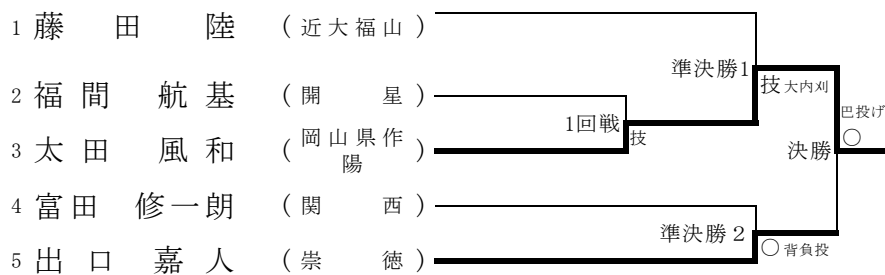 1 藤田 陸 (近大福山)
準決勝1
技 大内刈
2 福間 航基 (開星)
1回戦
技
巴投げ
○
決勝
3 太田 風和 (岡山県作陽)
4 富田 修一朗 (関西)
準決勝2
○ 背負投
5 出口 嘉人 (崇徳)